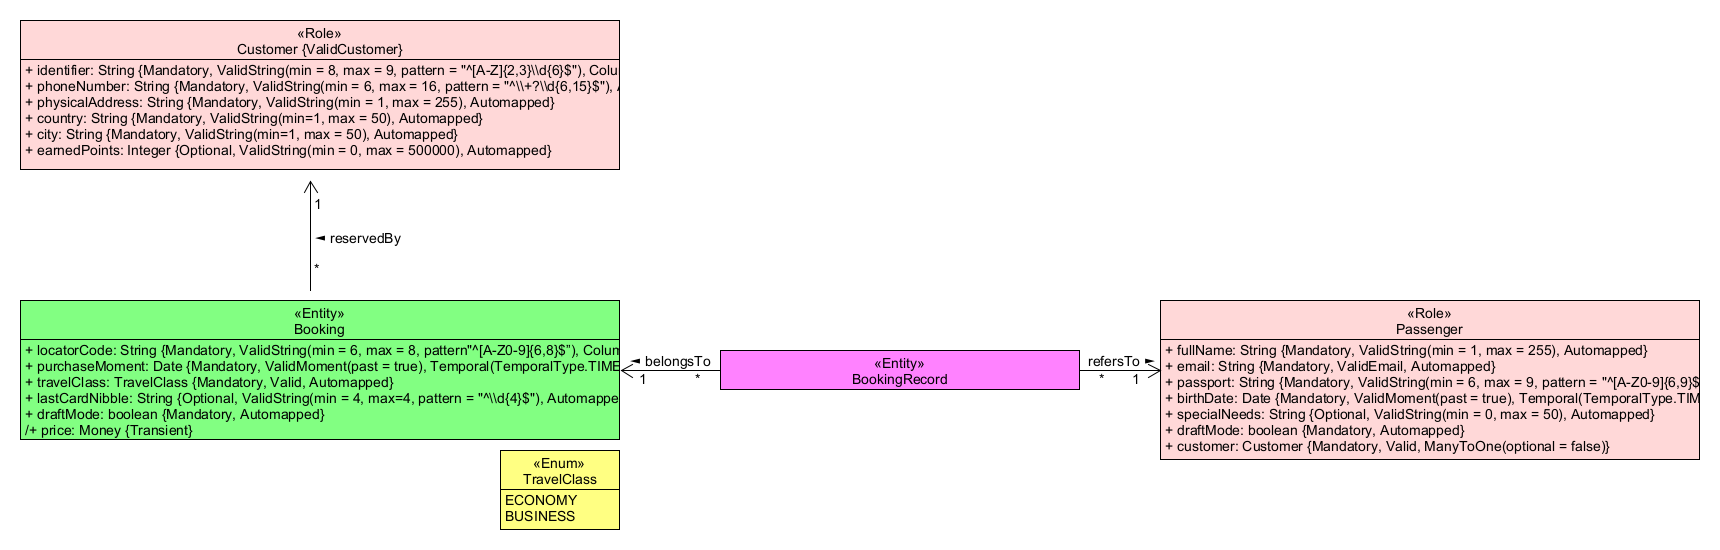 «Role»
Customer {ValidCustomer}
+ identifier: String {Mandatory, ValidString(min = 8, max = 9, pattern = "^[A-Z]{2,3}\\d{6}$"), Colu
+ phoneNumber: String {Mandatory, ValidString(min = 6, max = 16, pattern = "^\\+?\\d{6,15}$"),
+ physicalAddress: String {Mandatory, ValidString(min = 1, max = 255), Automapped}
+ country: String {Mandatory, ValidString(min=1, max = 50), Automapped}
+ city: String {Mandatory, ValidString(min=1, max = 50), Automapped}
+ earnedPoints: Integer {Optional, ValidString(min = 0, max = 500000), Automapped}
1
◄ reservedBy
*
«Entity»
Booking
+ locatorCode: String {Mandatory, ValidString(min = 6, max = 8, pattern"^[A-Z0-9]{6,8}$"), Colum
+ purchaseMoment: Date {Mandatory, ValidMoment(past = true), Temporal(TemporalType.TIME
+ travelClass: TravelClass {Mandatory, Valid, Automapped}
+ lastCardNibble: String {Optional, ValidString(min = 4, max=4, pattern = "^\\d{4}$"), Automappe
+ draftMode: boolean {Mandatory, Automapped}
/+ price: Money {Transient}
◄ belongsTo
1 *
«Entity»
BookingRecord
refersTo ►
* 1
«Role»
Passenger
+ fullName: String {Mandatory, ValidString(min = 1, max = 255), Automapped}
+ email: String {Mandatory, ValidEmail, Automapped}
+ passport: String {Mandatory, ValidString(min = 6, max = 9, pattern = "^[A-Z0-9]{6,9}$
+ birthDate: Date {Mandatory, ValidMoment(past = true), Temporal(TemporalType.TIM
+ specialNeeds: String {Optional, ValidString(min = 0, max = 50), Automapped}
+ draftMode: boolean {Mandatory, Automapped}
+ customer: Customer {Mandatory, Valid, ManyToOne(optional = false)}
«Enum»
TravelClass
ECONOMY
BUSINESS